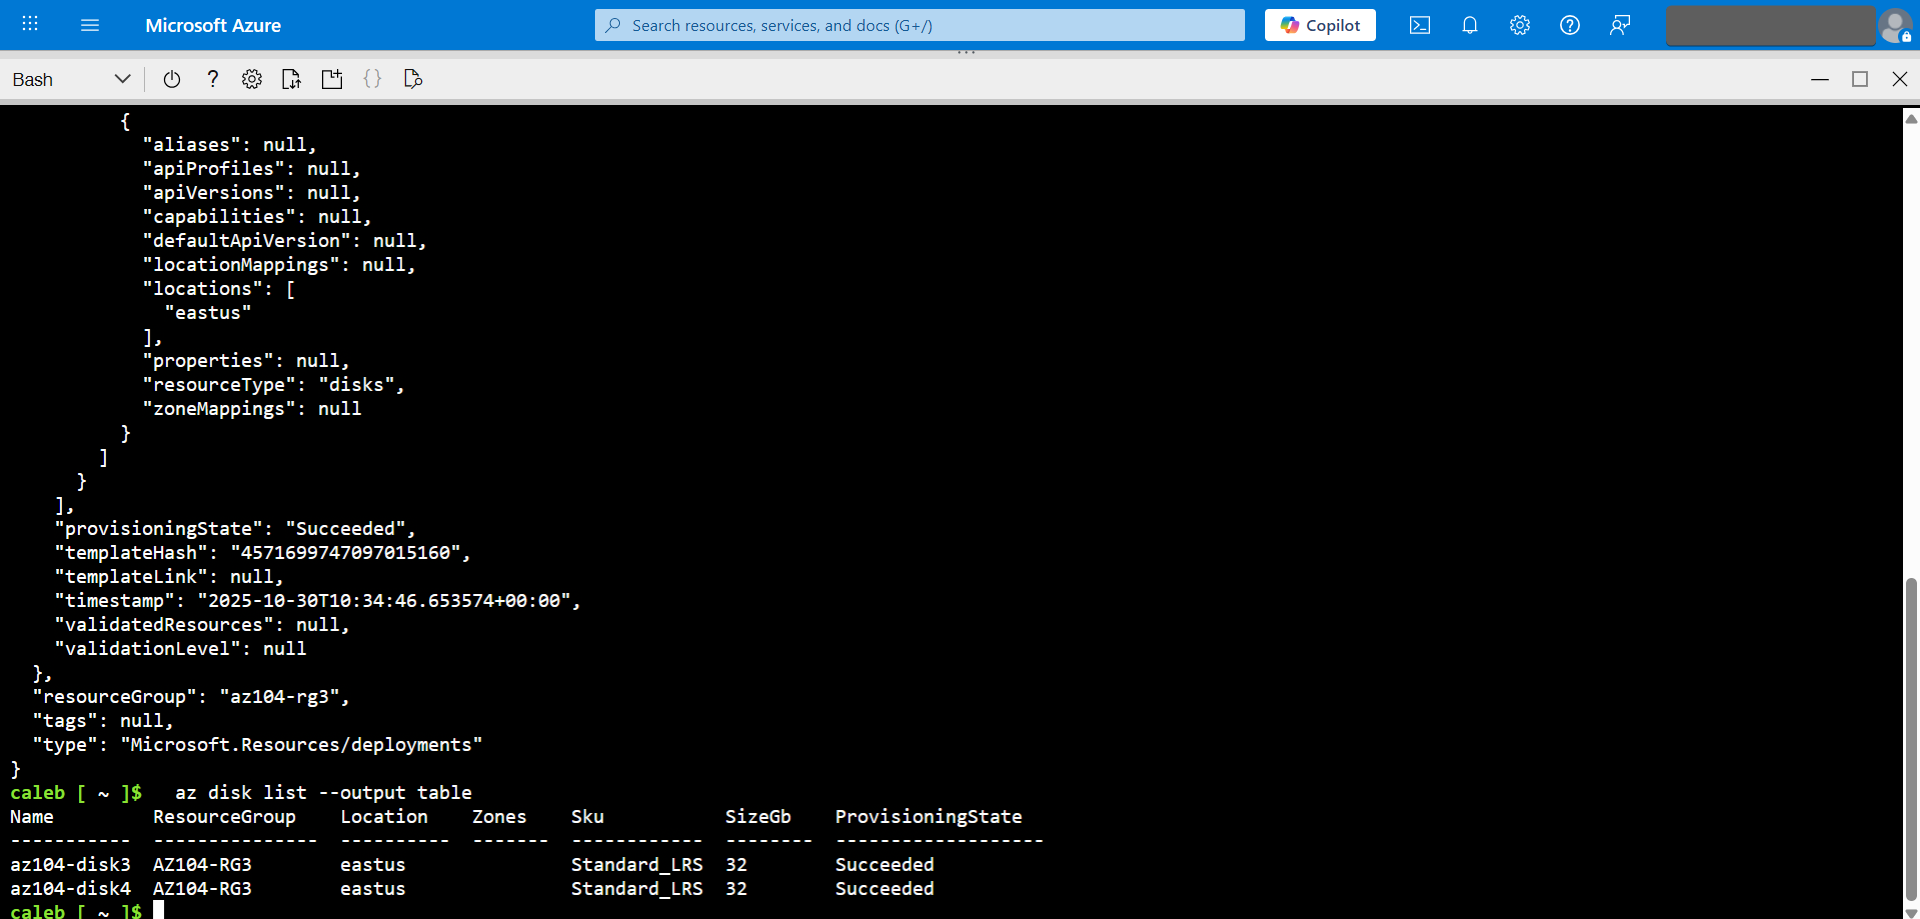 Microsoft Azure
Search resources, services, and docs (G+/)
Copilot
Bash
{
"aliases": null,
"apiProfiles": null,
"apiVersions": null,
"capabilities": null,
"defaultApiVersion": null,
"locationMappings": null,
"locations": [
"eastus"
],
"properties": null,
"resourceType": "disks",
"zoneMappings": null
}
]
}
],
"provisioningState": "Succeeded",
"templateHash": "4571699747097015160",
"templateLink": null,
"timestamp": "2025-10-30T10:34:46.653574+00:00",
"validatedResources": null,
"validationLevel": null
},
"resourceGroup": "az104-rg3",
"tags": null,
"type": "Microsoft.Resources/deployments"
}
caleb [ ~ ]$   az disk list --output table
Name         ResourceGroup    Location    Zones    Sku           SizeGb    ProvisioningState
-----------  ---------------  ----------  -------  ------------  --------  -------------------
az104-disk3  AZ104-RG3        eastus               Standard_LRS  32        Succeeded
az104-disk4  AZ104-RG3        eastus               Standard_LRS  32        Succeeded
caleb [ ~ ]$